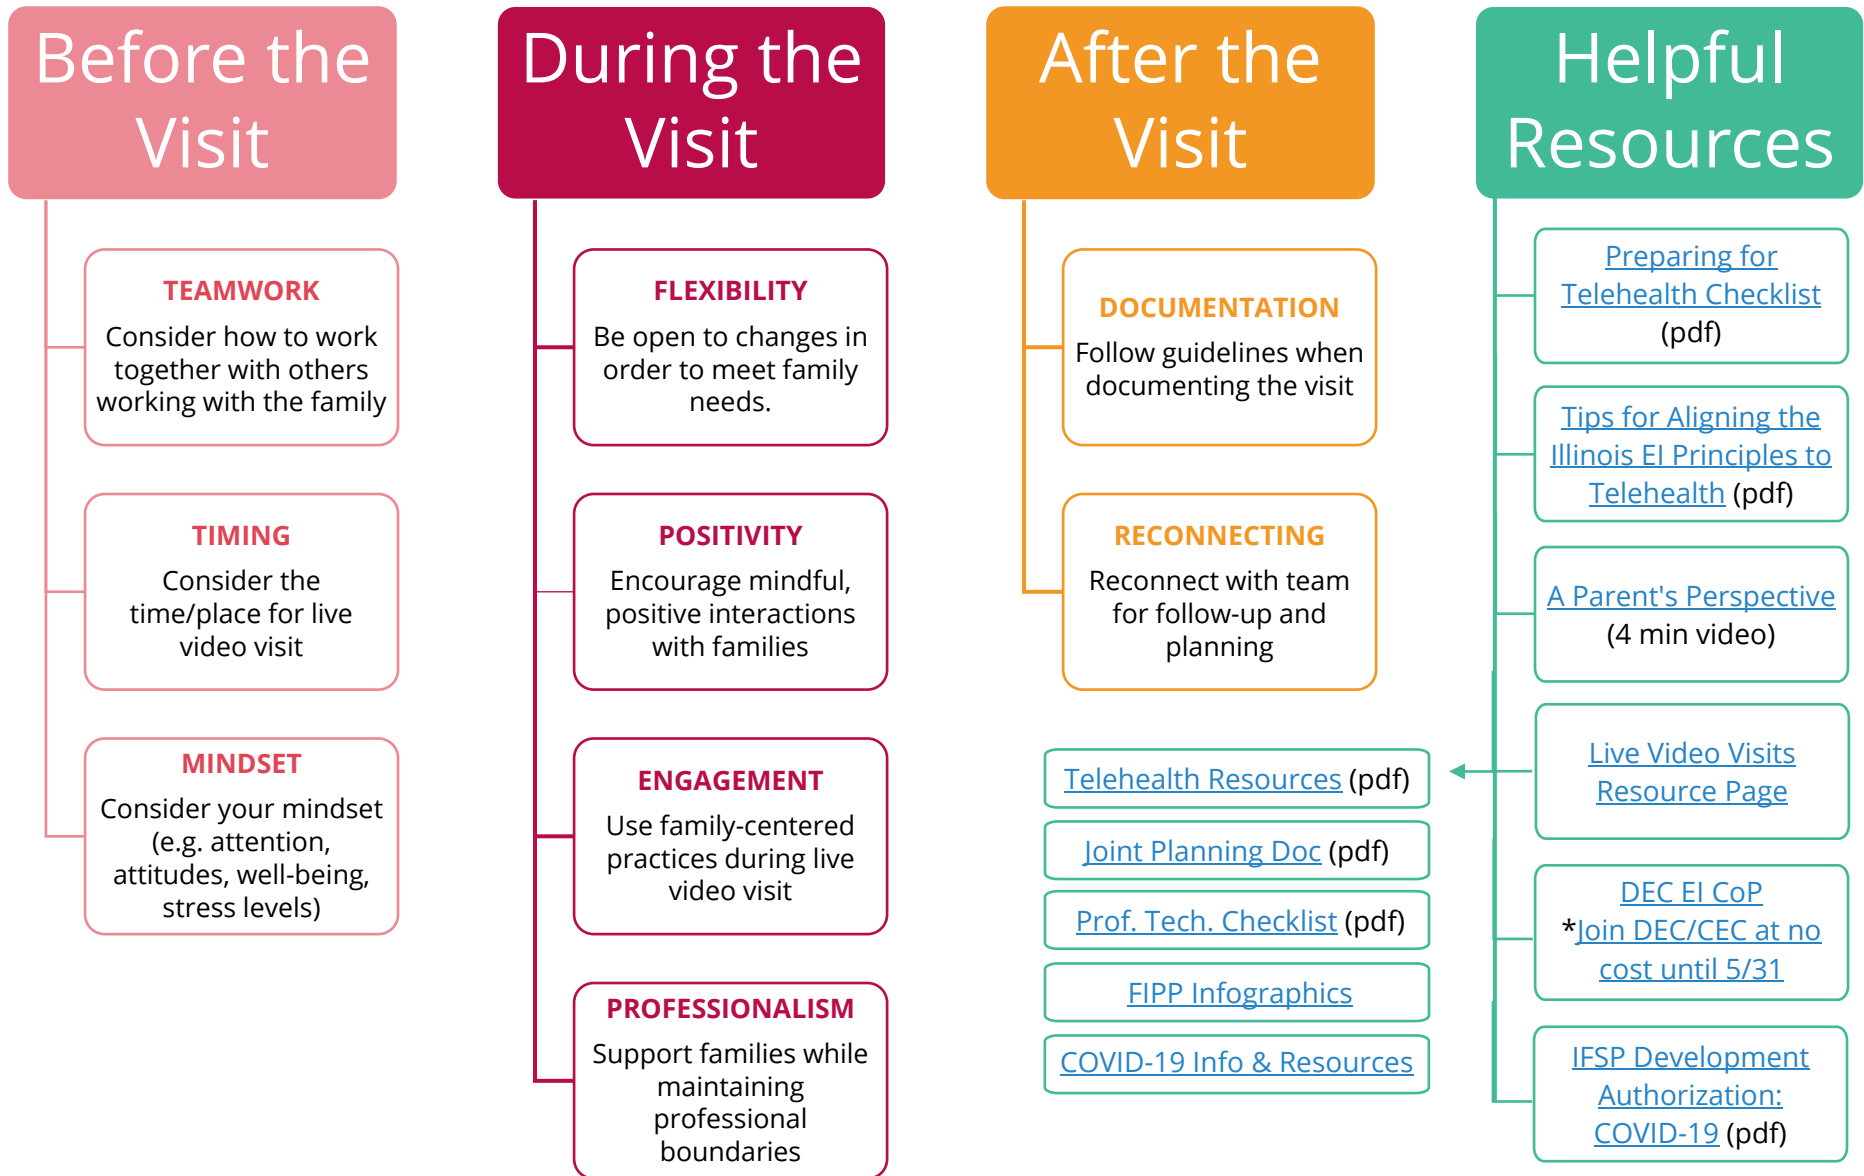 Before the
Visit
TEAMWORK
Consider how to work
together with others
working with the family
TIMING
Consider the
time/place for live
video visit
MINDSET
Consider your mindset
(e.g. attention,
attitudes, well-being,
stress levels)
During the
Visit
FLEXIBILITY
Be open to changes in
order to meet family
needs.
POSITIVITY
Encourage mindful,
positive interactions
with families
ENGAGEMENT
Use family-centered
practices during live
video visit
PROFESSIONALISM
Support families while
maintaining
professional
boundaries
After the
Visit
DOCUMENTATION
Follow guidelines when
documenting the visit
RECONNECTING
Reconnect with team
for follow-up and
planning
Helpful
Resources
Preparing for
Telehealth Checklist
(pdf)
Tips for Aligning the
Illinois EI Principles to
Telehealth (pdf)
A Parent's Perspective
(4 min video)
Live Video Visits
Resource Page
Telehealth Resources (pdf)
Joint Planning Doc (pdf)
Prof. Tech. Checklist (pdf)
FIPP Infographics
COVID-19 Info & Resources
DEC EI CoP
*Join DEC/CEC at no
cost until 5/31
IFSP Development
Authorization:
COVID-19 (pdf)